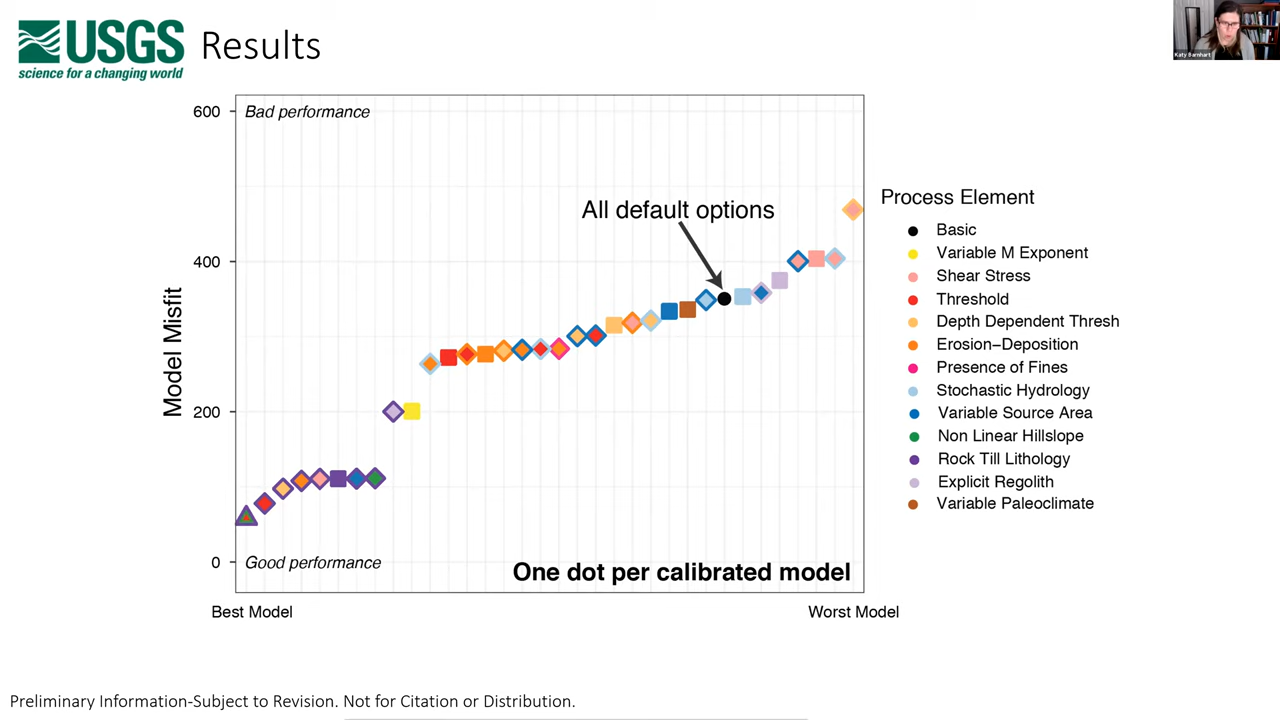 USGS
science for a changing world
Results
Katy Barnhart
600
400
200
0
Model Misfit
Bad performance
All default options
Good performance
One dot per calibrated model
Best Model
Worst Model
Process Element
Basic
Variable M Exponent
Shear Stress
Threshold
Depth Dependent Thresh
Erosion−Deposition
Presence of Fines
Stochastic Hydrology
Variable Source Area
Non Linear Hillslope
Rock Till Lithology
Explicit Regolith
Variable Paleoclimate
Preliminary Information-Subject to Revision. Not for Citation or Distribution.